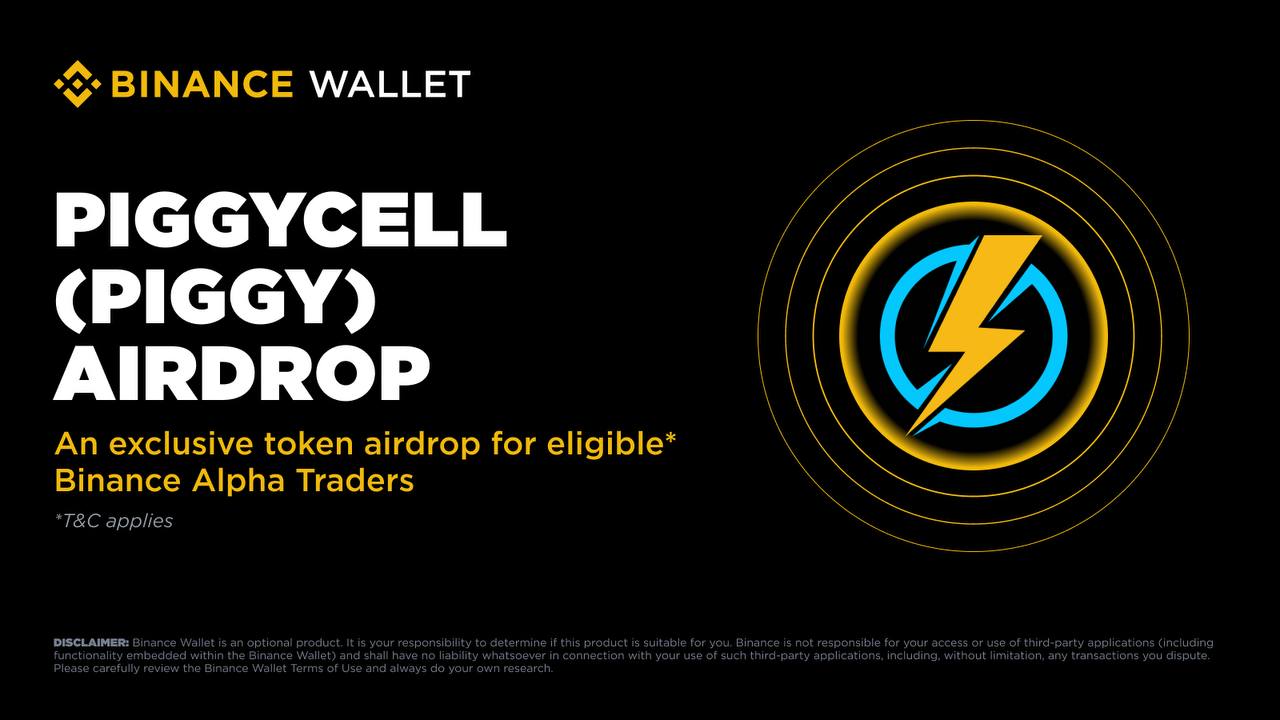 BINANCE WALLET
PIGGYCELL
(PIGGY)
AIRDROP
An exclusive token airdrop for eligible*
Binance Alpha Traders
*T&C applies
DISCLAIMER: Binance Wallet is an optional product. It is your responsibility to determine if this product is suitable for you. Binance is not responsible for your access or use of third-party applications (including
functionality embedded within the Binance Wallet) and shall have no liability whatsoever in connection with your use of such third-party applications, including, without limitation, any transactions you dispute.
Please carefully review the Binance Wallet Terms of Use and always do your own research.